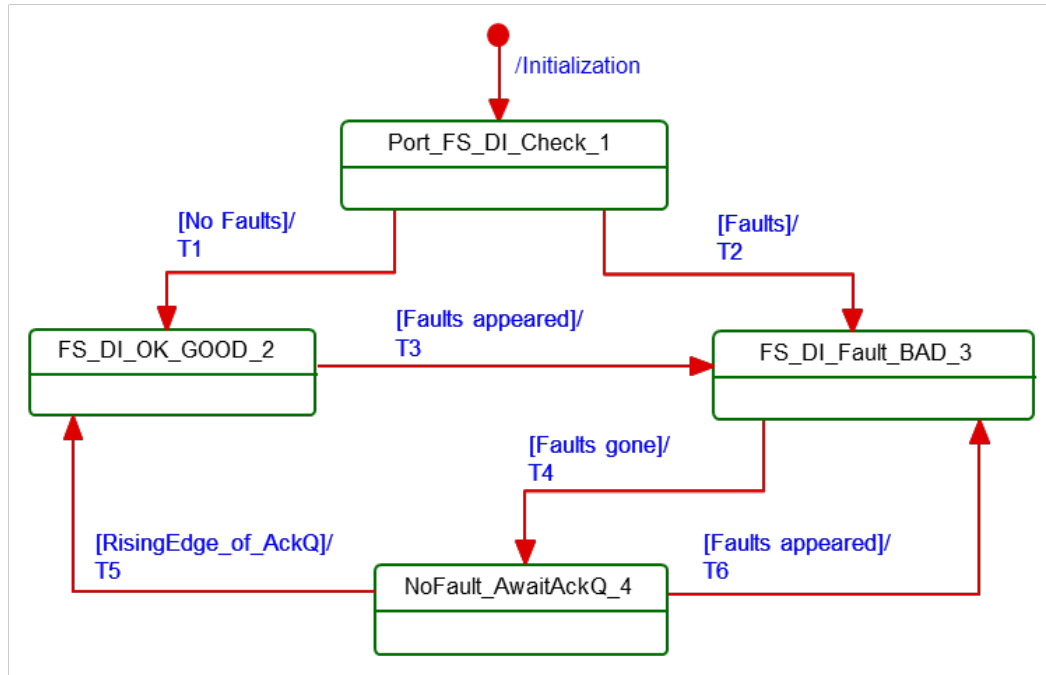 /Initialization
Port_FS_DI_Check_1
[No Faults]/
T1
[Faults]/
T2
FS_DI_OK_GOOD_2
[Faults appeared]/
T3
FS_DI_Fault_BAD_3
[Faults gone]/
T4
[RisingEdge_of_AckQ]/
T5
NoFault_AwaitAckQ_4
[Faults appeared]/
T6